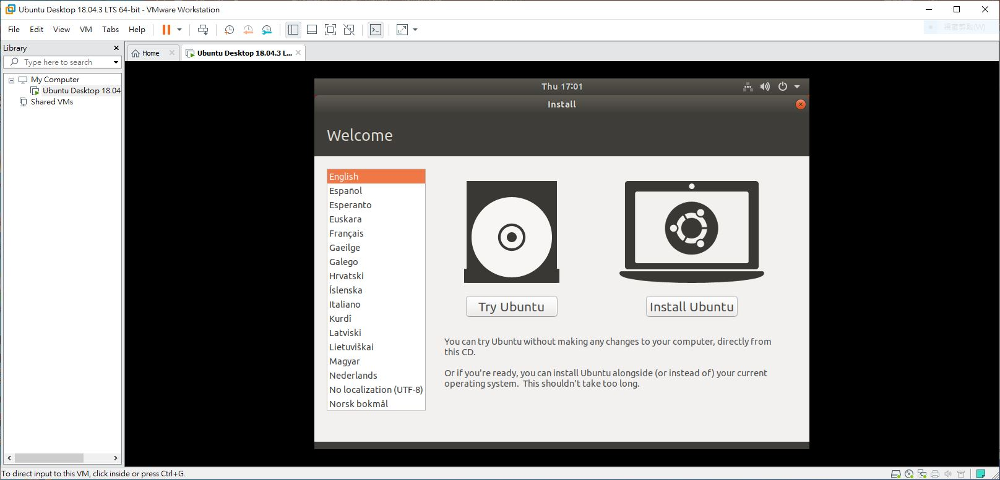 Ubuntu Desktop 18.04.3 LTS 64-bit - VMware Workstation
File Edit View VM Tabs Help
視窗剪取(W)
Library
Type here to search
My Computer
Ubuntu Desktop 18.04
Shared VMs
Home
Ubuntu Desktop 18.04.3 L...
Thu 17:01
Install
Welcome
English
Español
Esperanto
Euskara
Français
Gaeilge
Galego
Hrvatski
Íslenska
Italiano
Kurdî
Latviski
Lietuviškai
Magyar
Nederlands
No localization (UTF-8)
Norsk bokmål
Try Ubuntu
Install Ubuntu
You can try Ubuntu without making any changes to your computer, directly from
this CD.
Or if you're ready, you can install Ubuntu alongside (or instead of) your current
operating system.  This shouldn't take too long.
To direct input to this VM, click inside or press Ctrl+G.